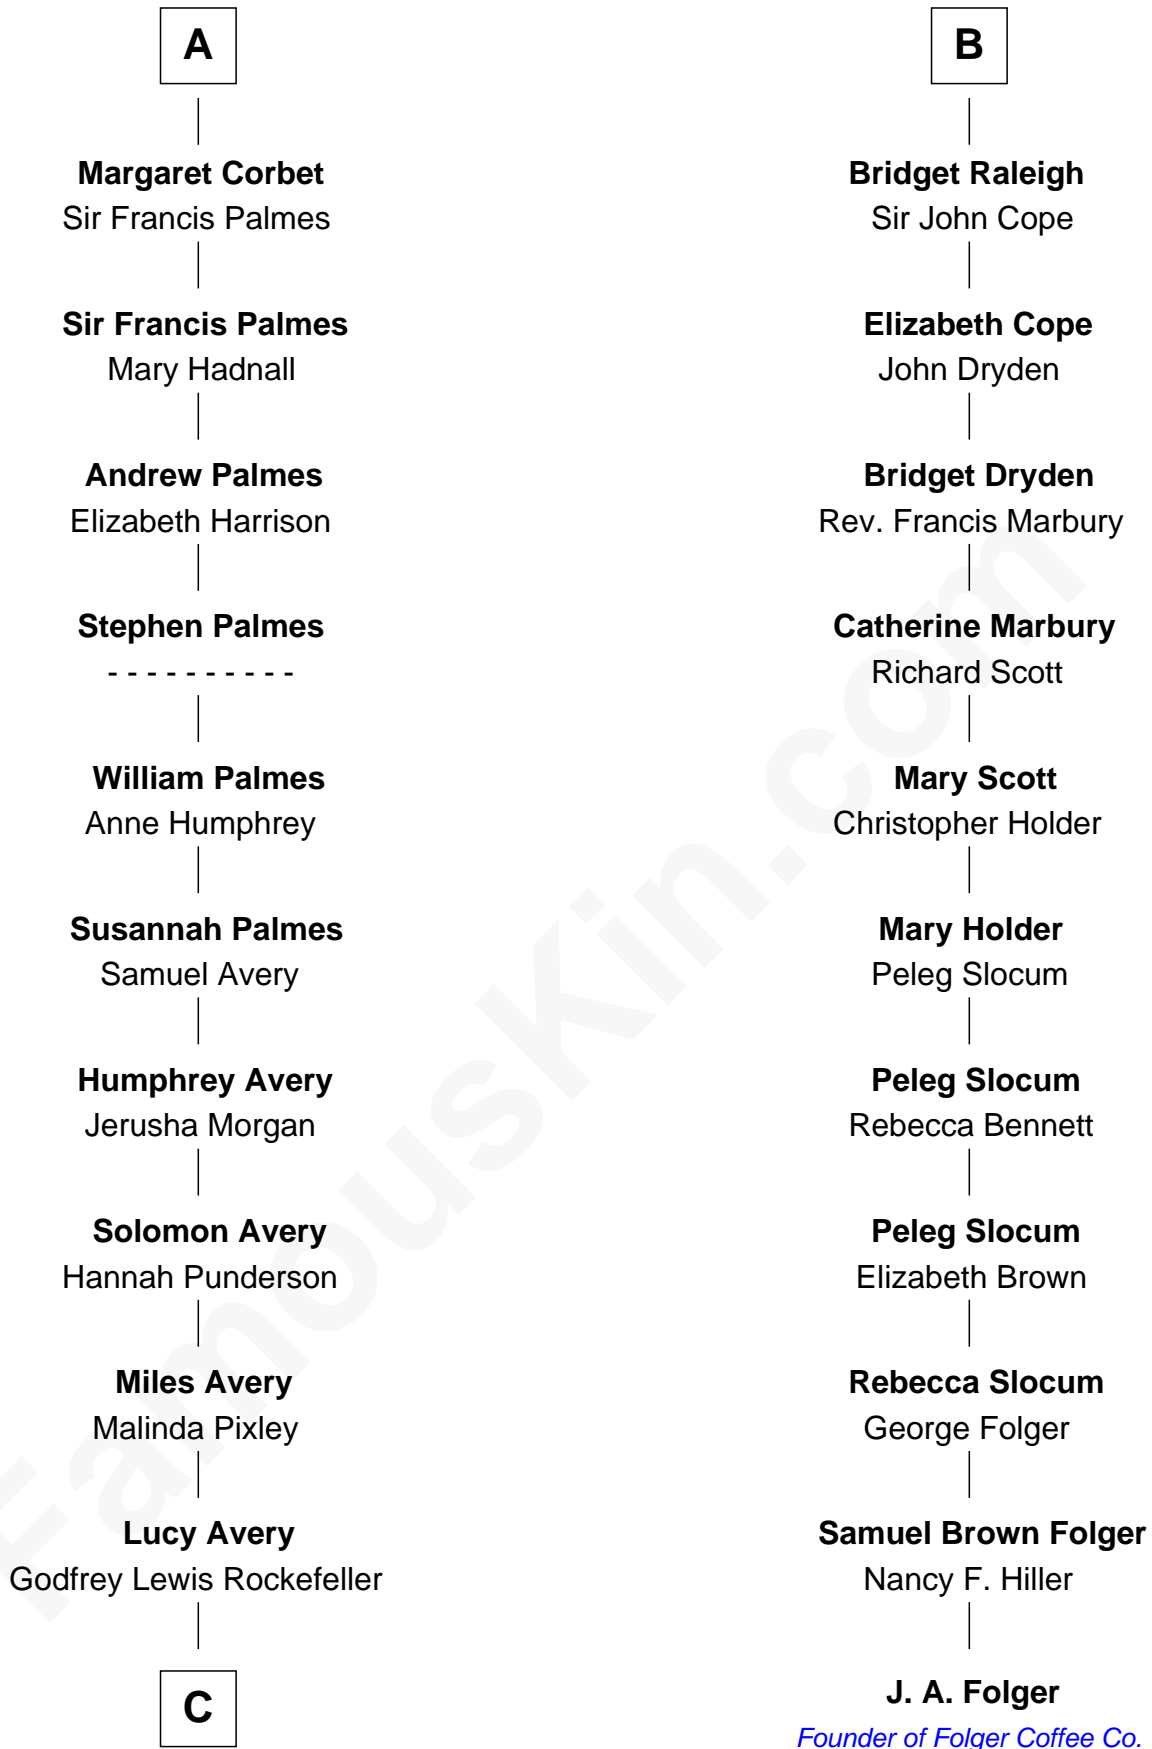 A
Margaret Corbet
Sir Francis Palmes
Sir Francis Palmes
Mary Hadnall
Andrew Palmes
Elizabeth Harrison
Stephen Palmes
- - - - - - - - - -
William Palmes
Anne Humphrey
Susannah Palmes
Samuel Avery
Humphrey Avery
Jerusha Morgan
Solomon Avery
Hannah Punderson
Miles Avery
Malinda Pixley
Lucy Avery
Godfrey Lewis Rockefeller
C
B
Bridget Raleigh
Sir John Cope
Elizabeth Cope
John Dryden
Bridget Dryden
Rev. Francis Marbury
Catherine Marbury
Richard Scott
Mary Scott
Christopher Holder
Mary Holder
Peleg Slocum
Peleg Slocum
Rebecca Bennett
Peleg Slocum
Elizabeth Brown
Rebecca Slocum
George Folger
Samuel Brown Folger
Nancy F. Hiller
J. A. Folger
Founder of Folger Coffee Co.
FamousKin.com